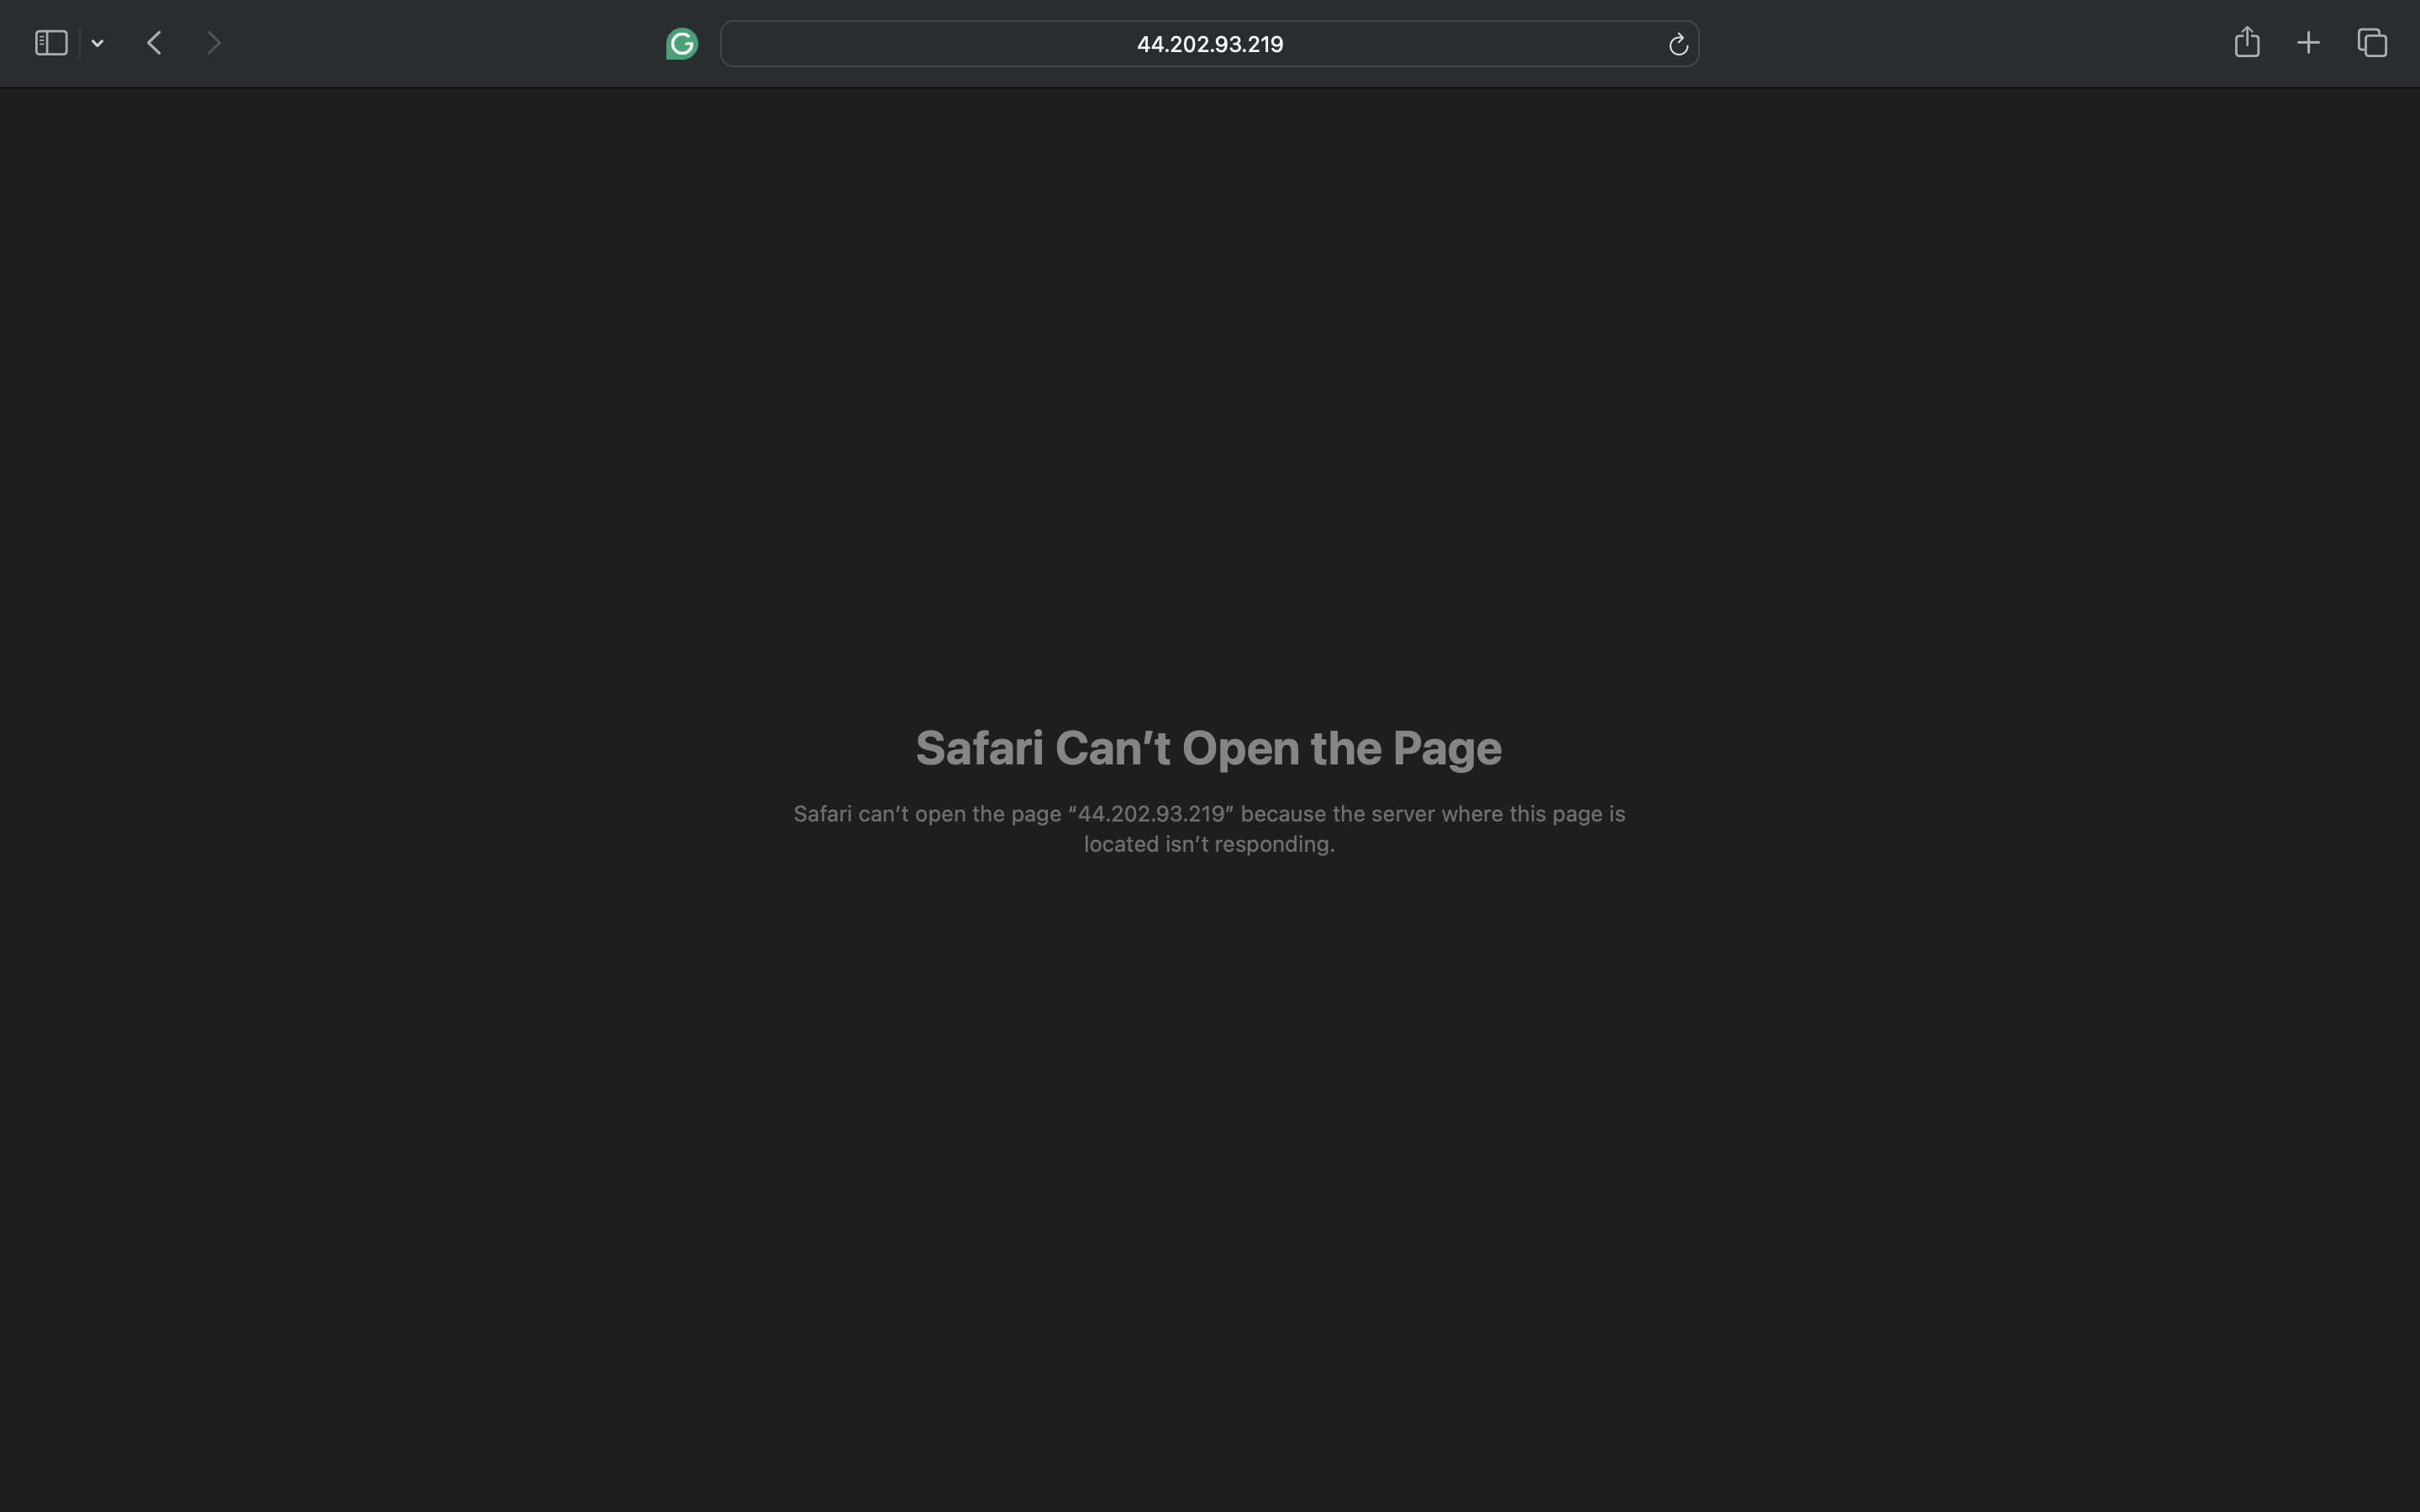 44.202.93.219
Safari Can’t Open the Page
Safari can’t open the page “44.202.93.219” because the server where this page is
located isn’t responding.